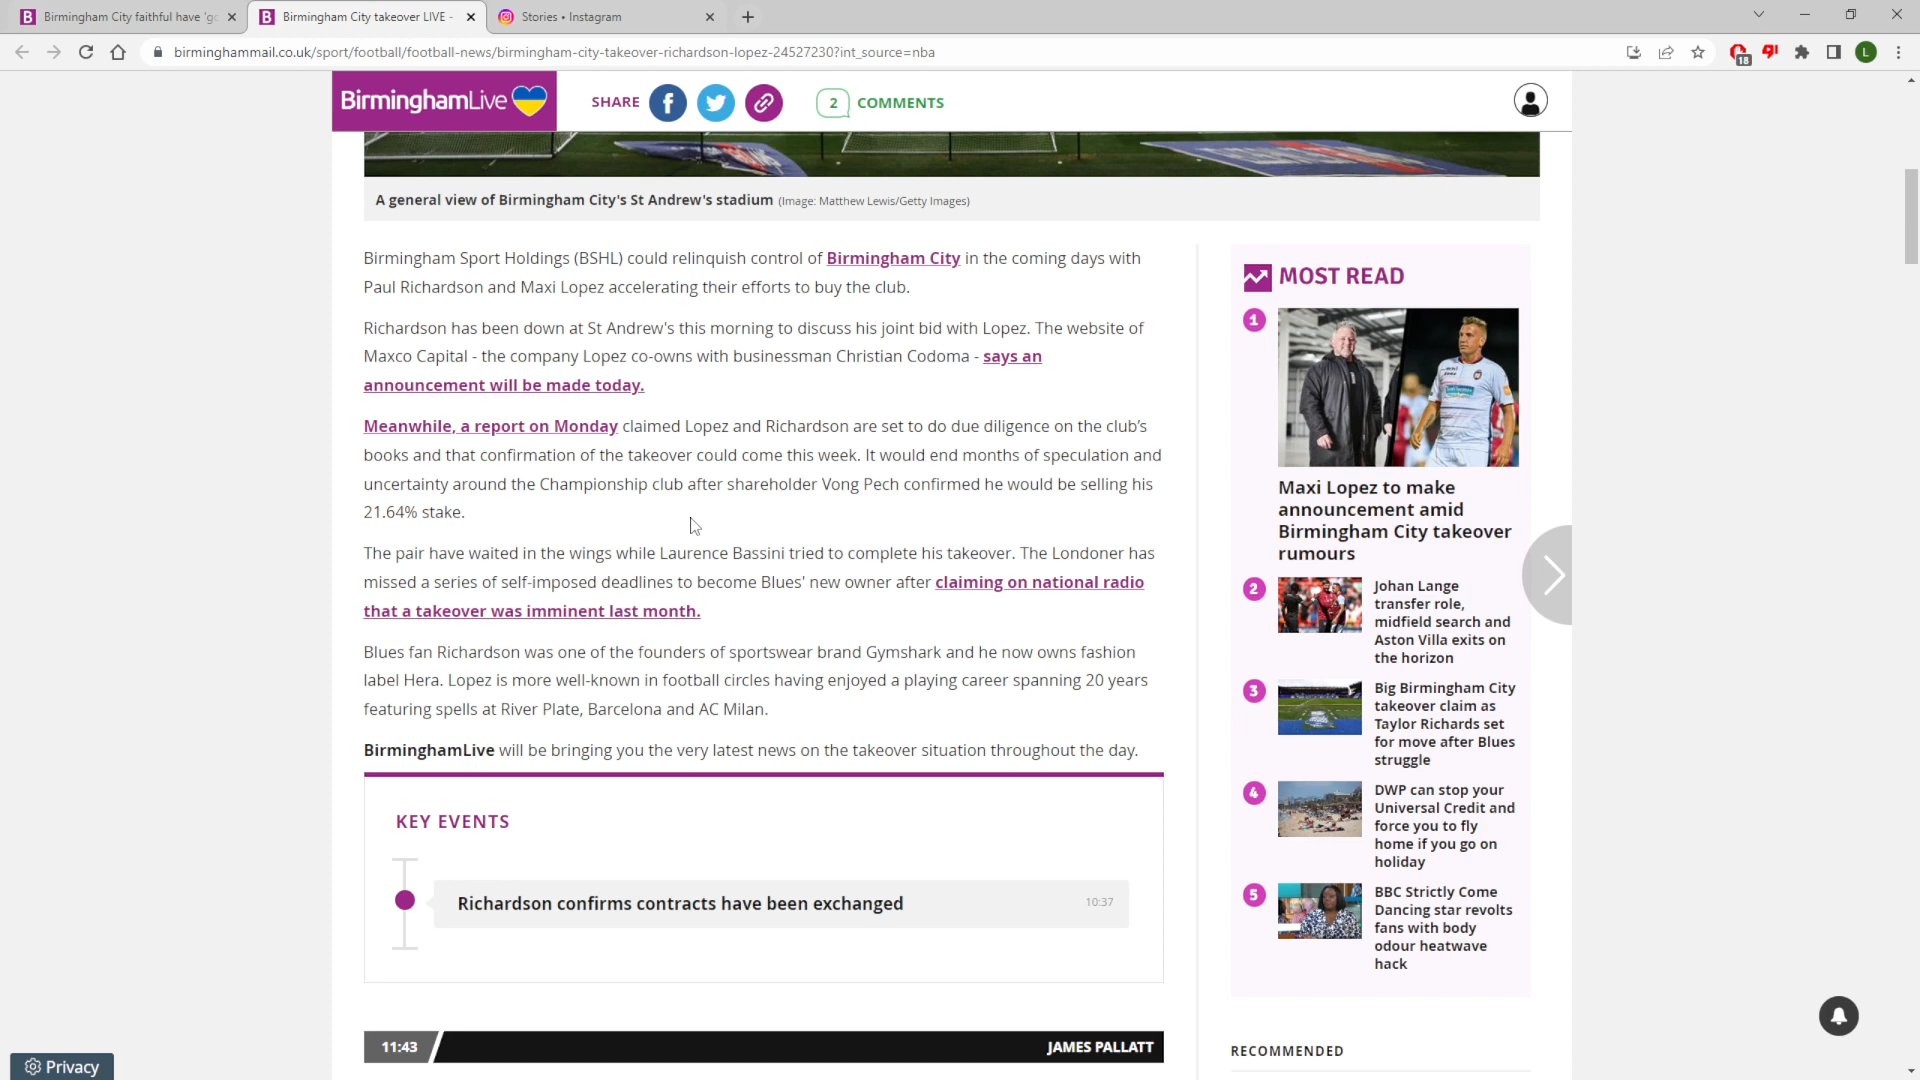 Birmingham City faithful have 'g
Birmingham City takeover LIVE -
Stories • Instagram
birminghammail.co.uk/sport/football/football-news/birmingham-city-takeover-richardson-lopez-24527230?int_source=nba
18
L
BirminghamLive
SHARE
2 COMMENTS
A general view of Birmingham City's St Andrew's stadium (Image: Matthew Lewis/Getty Images)
Birmingham Sport Holdings (BSHL) could relinquish control of Birmingham City in the coming days with
Paul Richardson and Maxi Lopez accelerating their efforts to buy the club.
Richardson has been down at St Andrew's this morning to discuss his joint bid with Lopez. The website of
Maxco Capital - the company Lopez co-owns with businessman Christian Codoma - says an
announcement will be made today.
Meanwhile, a report on Monday claimed Lopez and Richardson are set to do due diligence on the club's
books and that confirmation of the takeover could come this week. It would end months of speculation and
uncertainty around the Championship club after shareholder Vong Pech confirmed he would be selling his
21.64% stake.
The pair have waited in the wings while Laurence Bassini tried to complete his takeover. The Londoner has
missed a series of self-imposed deadlines to become Blues' new owner after claiming on national radio
that a takeover was imminent last month.
Blues fan Richardson was one of the founders of sportswear brand Gymshark and he now owns fashion
label Hera. Lopez is more well-known in football circles having enjoyed a playing career spanning 20 years
featuring spells at River Plate, Barcelona and AC Milan.
BirminghamLive will be bringing you the very latest news on the takeover situation throughout the day.
KEY EVENTS
Richardson confirms contracts have been exchanged 10:37
11:43 JAMES PALLATT
MOST READ
1
Maxi Lopez to make
announcement amid
Birmingham City takeover
rumours
2
Johan Lange
transfer role,
midfield search and
Aston Villa exits on
the horizon
3
Big Birmingham City
takeover claim as
Taylor Richards set
for move after Blues
struggle
4
DWP can stop your
Universal Credit and
force you to fly
home if you go on
holiday
5
BBC Strictly Come
Dancing star revolts
fans with body
odour heatwave
hack
RECOMMENDED
Privacy